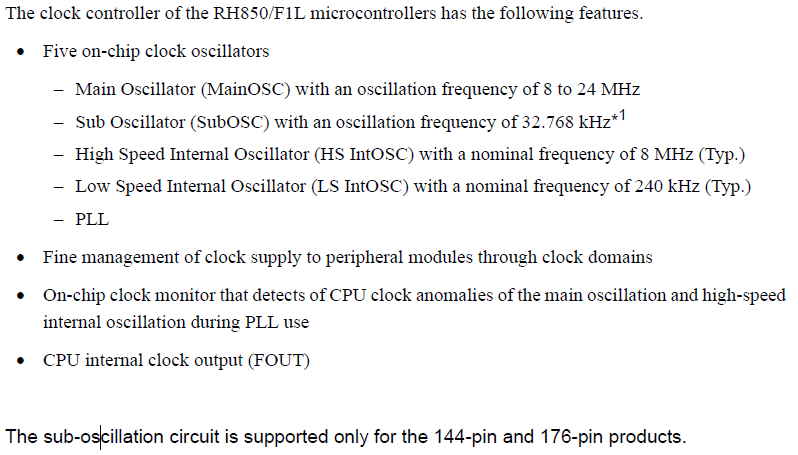 The clock controller of the RH850/F1L microcontrollers has the following features.
• Five on-chip clock oscillators
– Main Oscillator (MainOSC) with an oscillation frequency of 8 to 24 MHz
– Sub Oscillator (SubOSC) with an oscillation frequency of 32.768 kHz*1
– High Speed Internal Oscillator (HS IntOSC) with a nominal frequency of 8 MHz (Typ.)
– Low Speed Internal Oscillator (LS IntOSC) with a nominal frequency of 240 kHz (Typ.)
– PLL
• Fine management of clock supply to peripheral modules through clock domains
• On-chip clock monitor that detects of CPU clock anomalies of the main oscillation and high-speed
internal oscillation during PLL use
• CPU internal clock output (FOUT)
The sub-oscillation circuit is supported only for the 144-pin and 176-pin products.